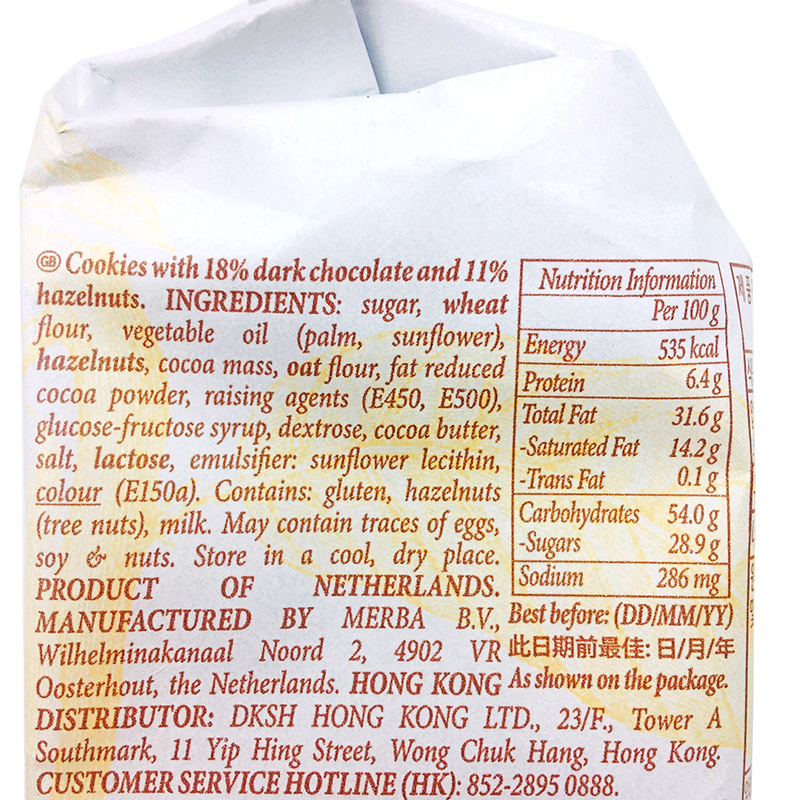 GB Cookies with 18% dark chocolate and 11%
hazelnuts. INGREDIENTS: sugar, wheat
flour, vegetable oil (palm, sunflower),
hazelnuts, cocoa mass, oat flour, fat reduced
cocoa powder, raising agents (E450, E500),
glucose-fructose syrup, dextrose, cocoa butter,
salt, lactose, emulsifier: sunflower lecithin,
colour (E150a). Contains: gluten, hazelnuts
(tree nuts), milk. May contain traces of eggs,
soy & nuts. Store in a cool, dry place.
PRODUCT OF NETHERLANDS.
MANUFACTURED BY MERBA B.V.,
Wilhelminakanaal Noord 2, 4902 VR
Oosterhout, the Netherlands. HONG KONG
DISTRIBUTOR: DKSH HONG KONG LTD., 23/F., Tower A
Southmark, 11 Yip Hing Street, Wong Chuk Hang, Hong Kong.
CUSTOMER SERVICE HOTLINE (HK): 852-2895 0888.
Nutrition Information
Per 100 g
Energy 535 kcal
Protein 6.4 g
Total Fat 31.6 g
-Saturated Fat 14.2 g
-Trans Fat 0.1 g
Carbohydrates 54.0 g
-Sugars 28.9 g
Sodium 286 mg
Best before: (DD/MM/YY)
此日期前最佳: 日/月/年
As shown on the package.